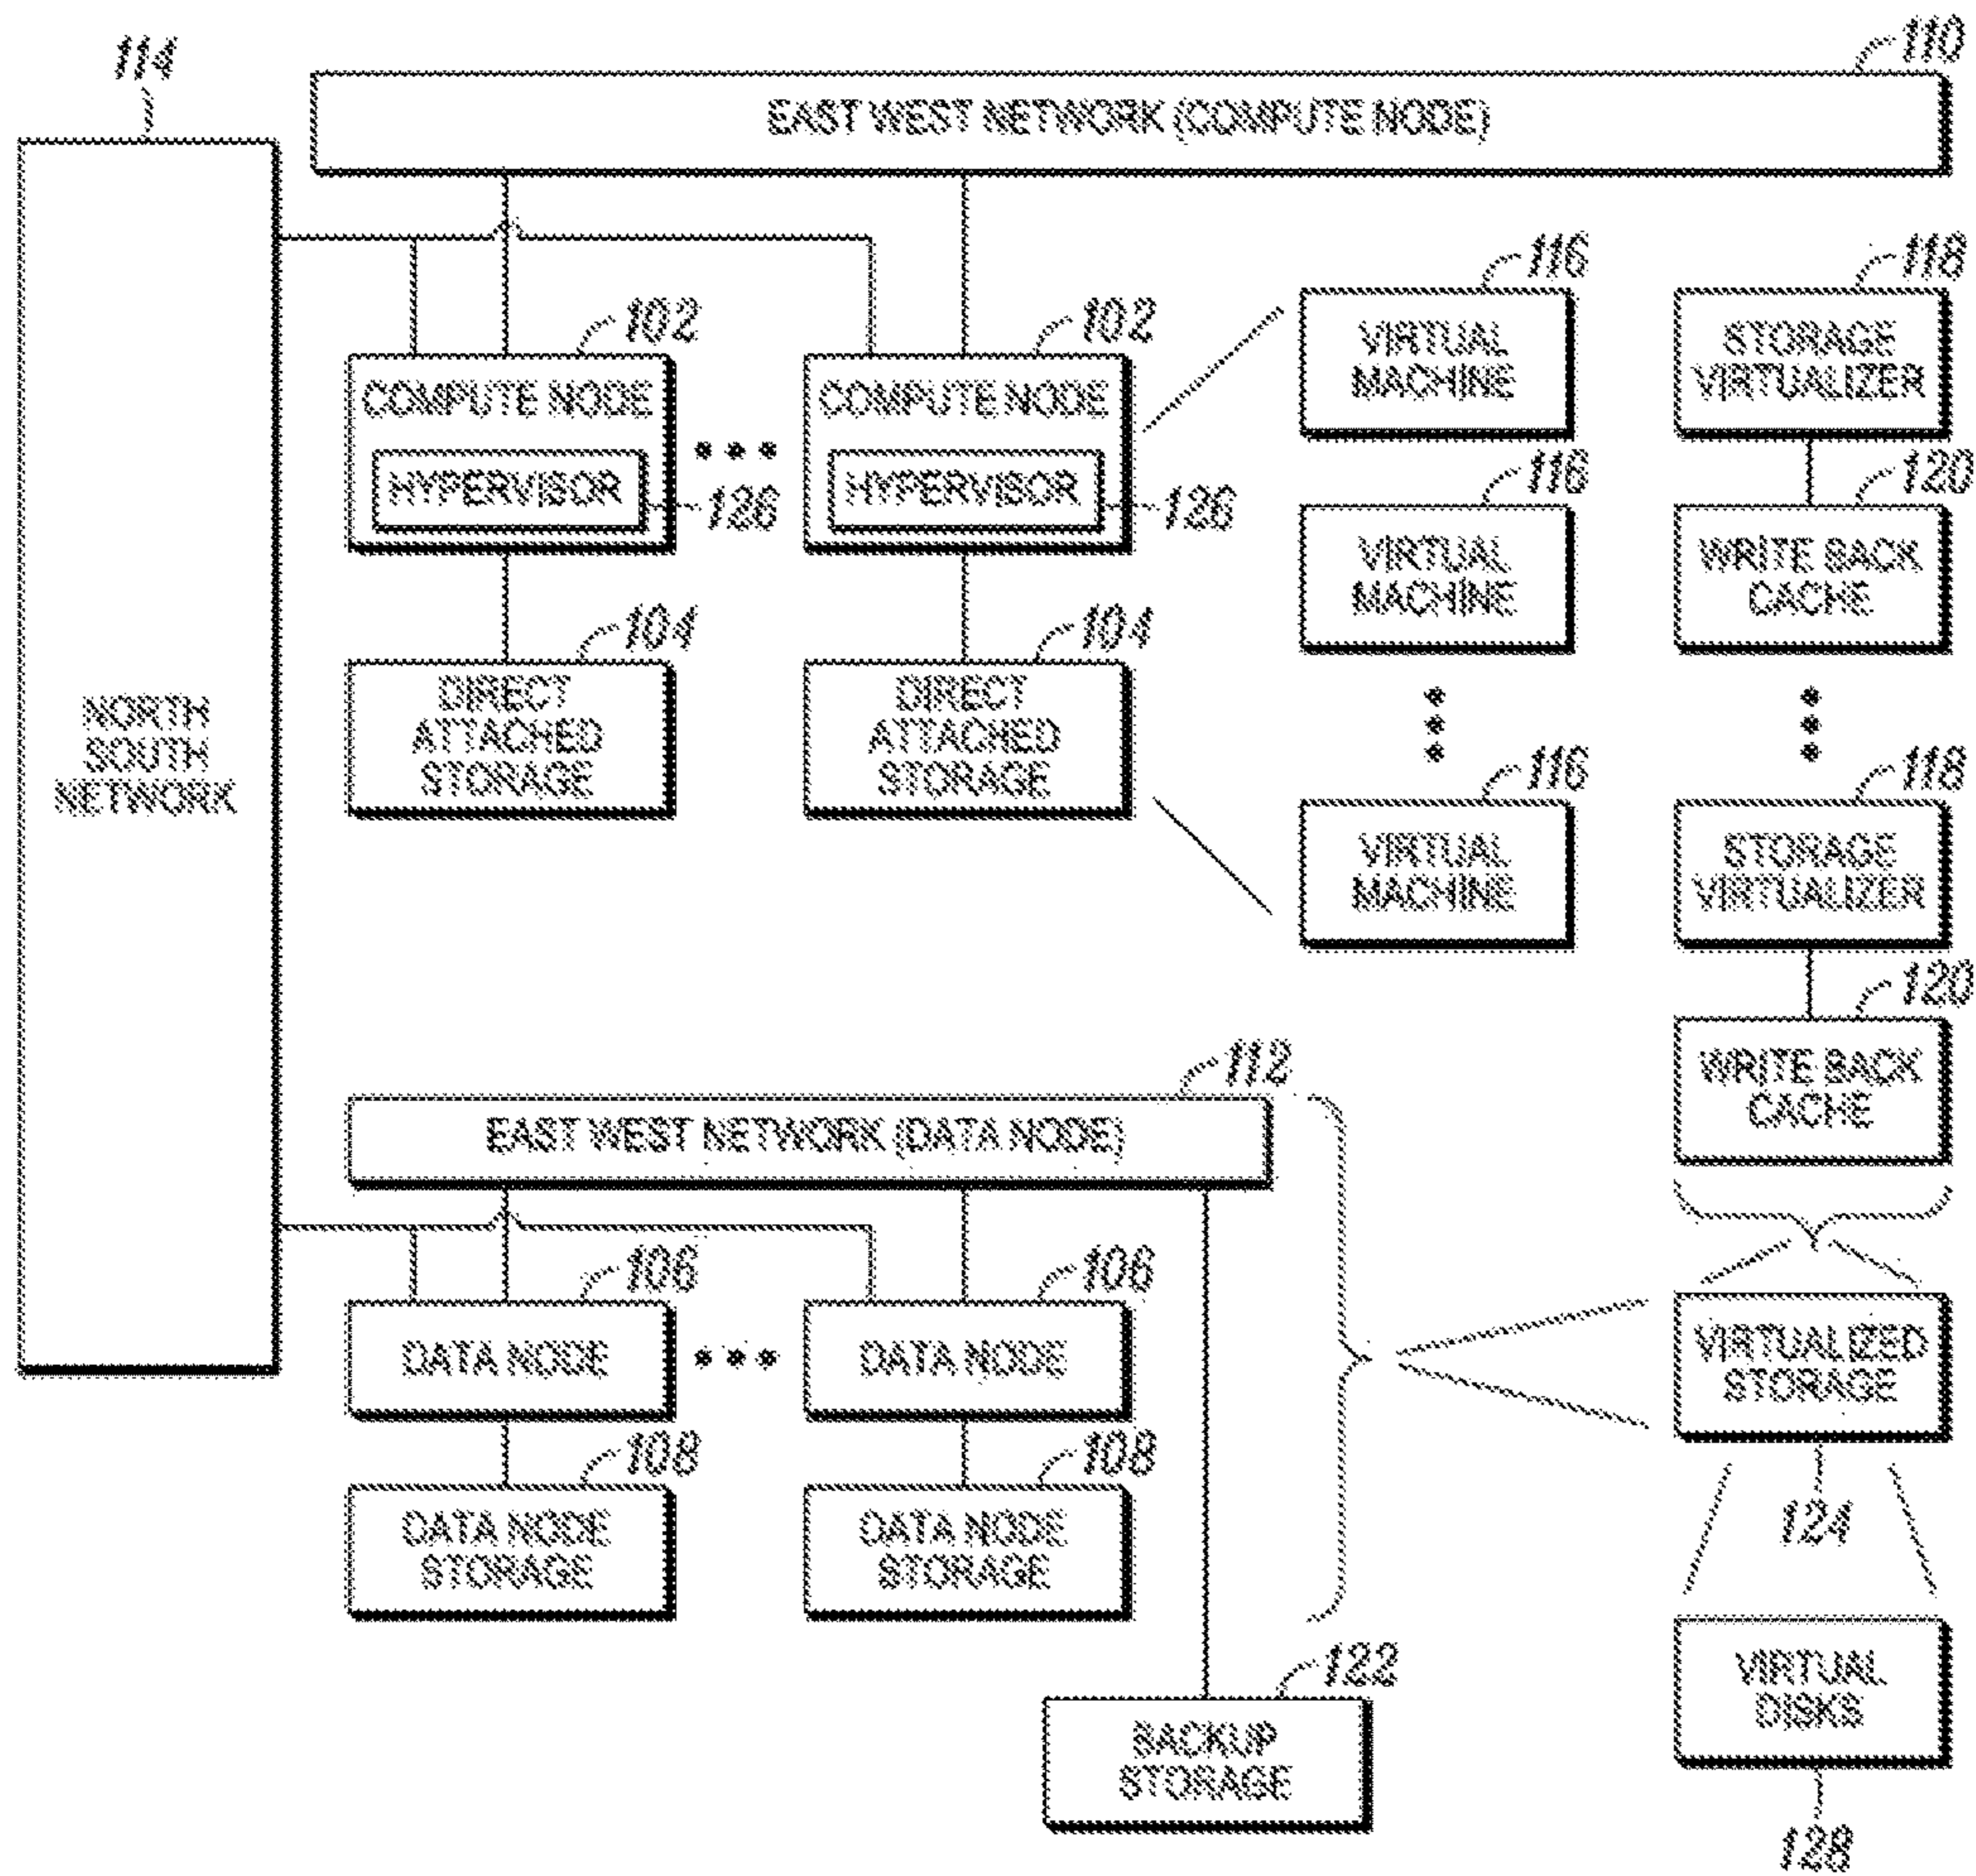 114
110
EAST WEST NETWORK (COMPUTE NODE)
NORTH
SOUTH
NETWORK
102
COMPUTE NODE
HYPERVISOR
126
102
COMPUTE NODE
HYPERVISOR
126
104
DIRECT
ATTACHED
STORAGE
104
DIRECT
ATTACHED
STORAGE
116
VIRTUAL
MACHINE
116
VIRTUAL
MACHINE
116
VIRTUAL
MACHINE
118
STORAGE
VIRTUALIZER
120
WRITE BACK
CACHE
118
STORAGE
VIRTUALIZER
120
WRITE BACK
CACHE
112
EAST WEST NETWORK (DATA NODE)
106
DATA NODE
106
DATA NODE
108
DATA NODE
STORAGE
108
DATA NODE
STORAGE
122
BACKUP
STORAGE
VIRTUALIZED
STORAGE
124
VIRTUAL
DISKS
128